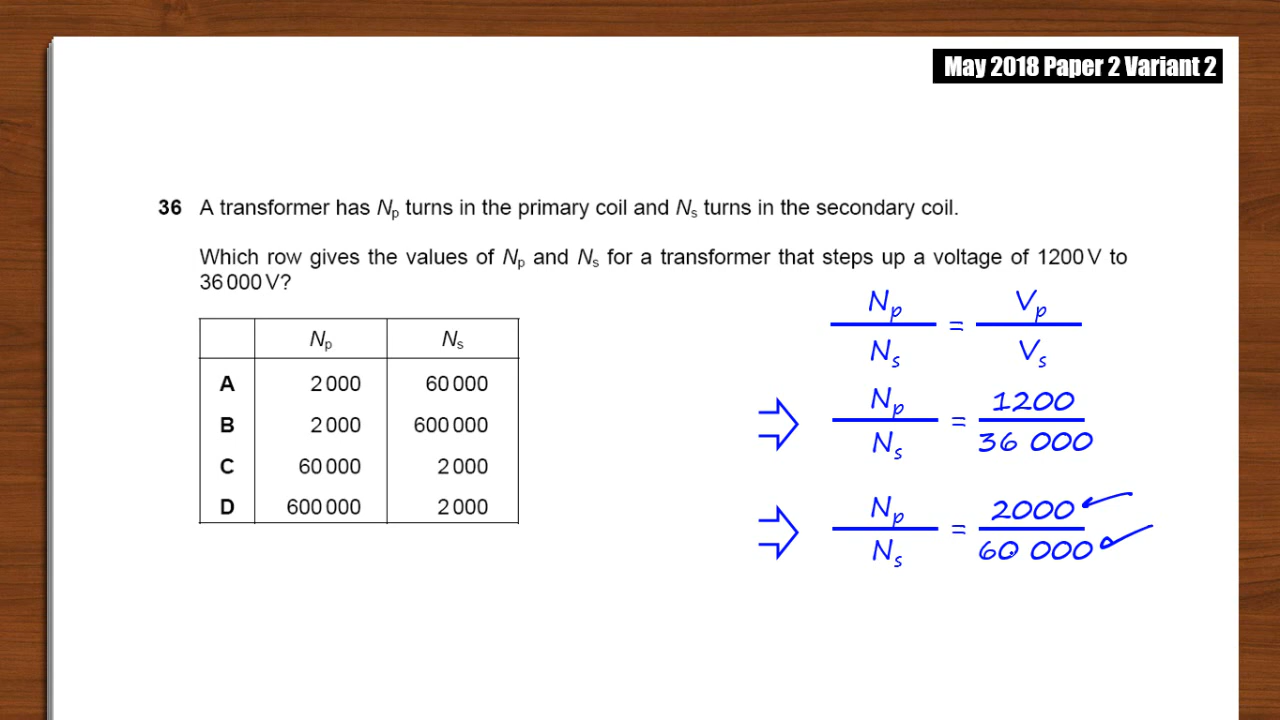 May 2018 Paper 2 Variant 2
36 A transformer has Np turns in the primary coil and Ns turns in the secondary coil.
Which row gives the values of Np and Ns for a transformer that steps up a voltage of 1200 V to
36 000 V?
Np Ns
A 2 000 60 000
B 2 000 600 000
C 60 000 2 000
D 600 000 2 000
Np / Ns = Vp / Vs
⇒ Np / Ns = 1200 / 36 000
⇒ Np / Ns = 2000 / 60 000